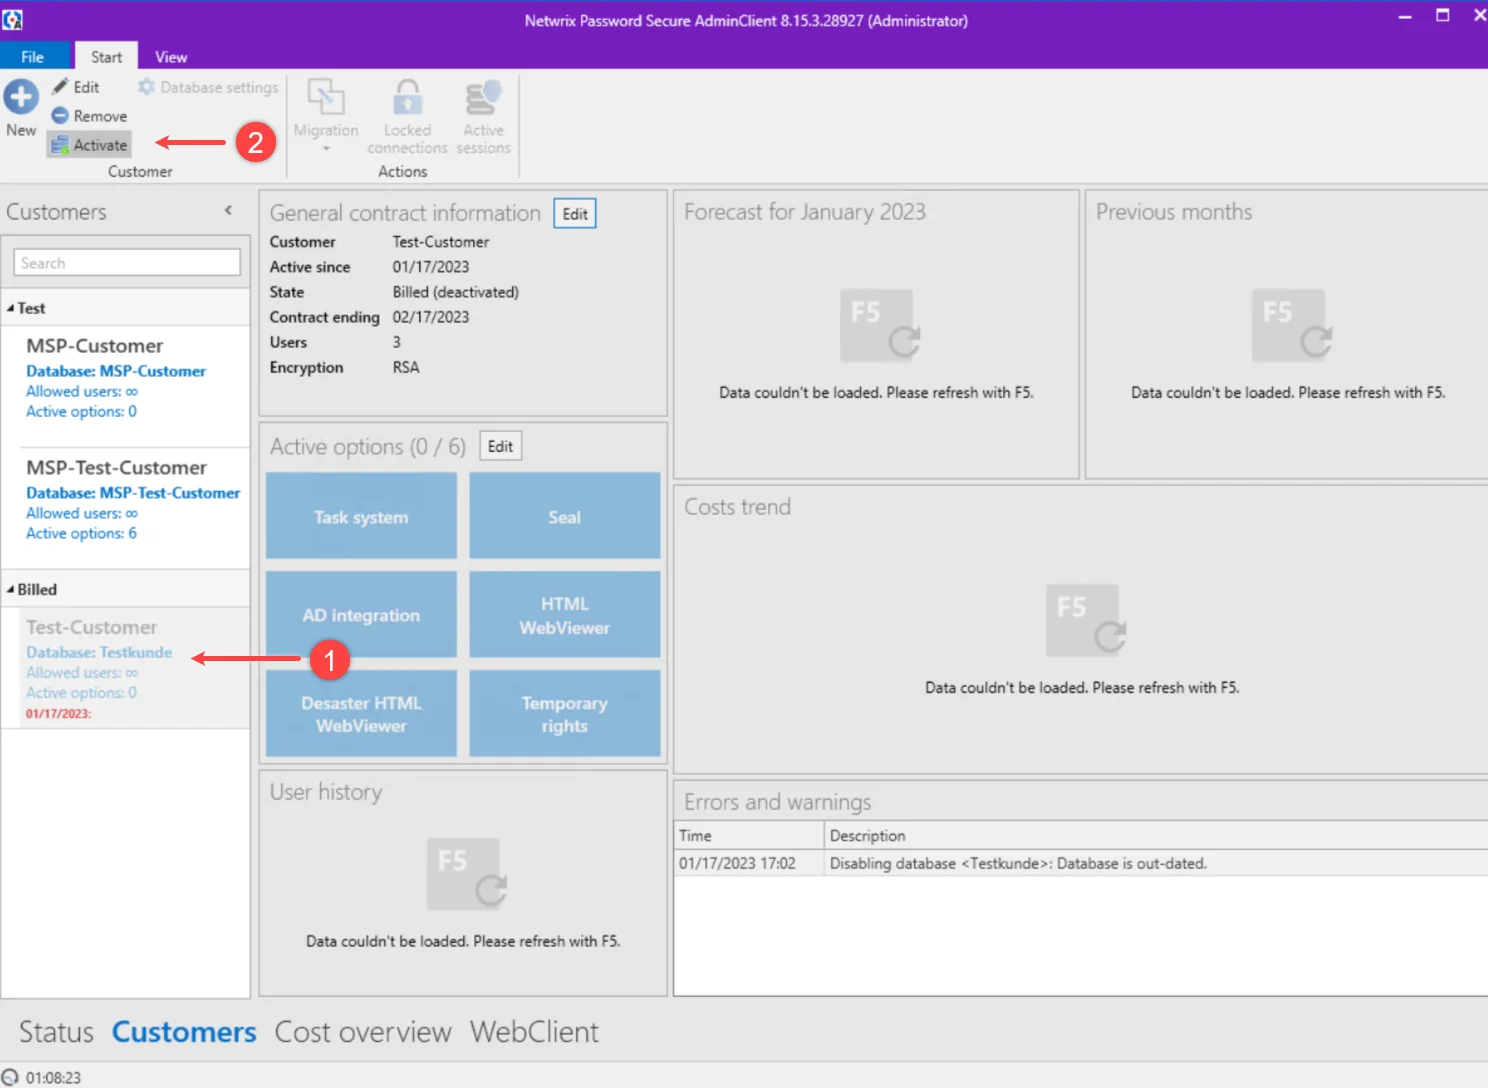 Netwrix Password Secure AdminClient 8.15.3.28927 (Administrator)
File
Start
View
New
Edit
Remove
Activate
Database settings
Customer
2
Migration
Locked
connections
Active
sessions
Actions
Customers
Search
Test
MSP-Customer
Database: MSP-Customer
Allowed users: ∞
Active options: 0
MSP-Test-Customer
Database: MSP-Test-Customer
Allowed users: ∞
Active options: 6
Billed
Test-Customer
Database: Testkunde
Allowed users: ∞
Active options: 0
01/17/2023:
1
General contract information
Edit
Customer Test-Customer
Active since 01/17/2023
State Billed (deactivated)
Contract ending 02/17/2023
Users 3
Encryption RSA
Active options (0 / 6)
Edit
Task system
Seal
AD integration
HTML
WebViewer
Desaster HTML
WebViewer
Temporary
rights
User history
F5
Data couldn't be loaded. Please refresh with F5.
Forecast for January 2023
F5
Data couldn't be loaded. Please refresh with F5.
Previous months
F5
Data couldn't be loaded. Please refresh with F5.
Costs trend
F5
Data couldn't be loaded. Please refresh with F5.
Errors and warnings
Time Description
01/17/2023 17:02 Disabling database <Testkunde>: Database is out-dated.
Status Customers Cost overview WebClient
01:08:23